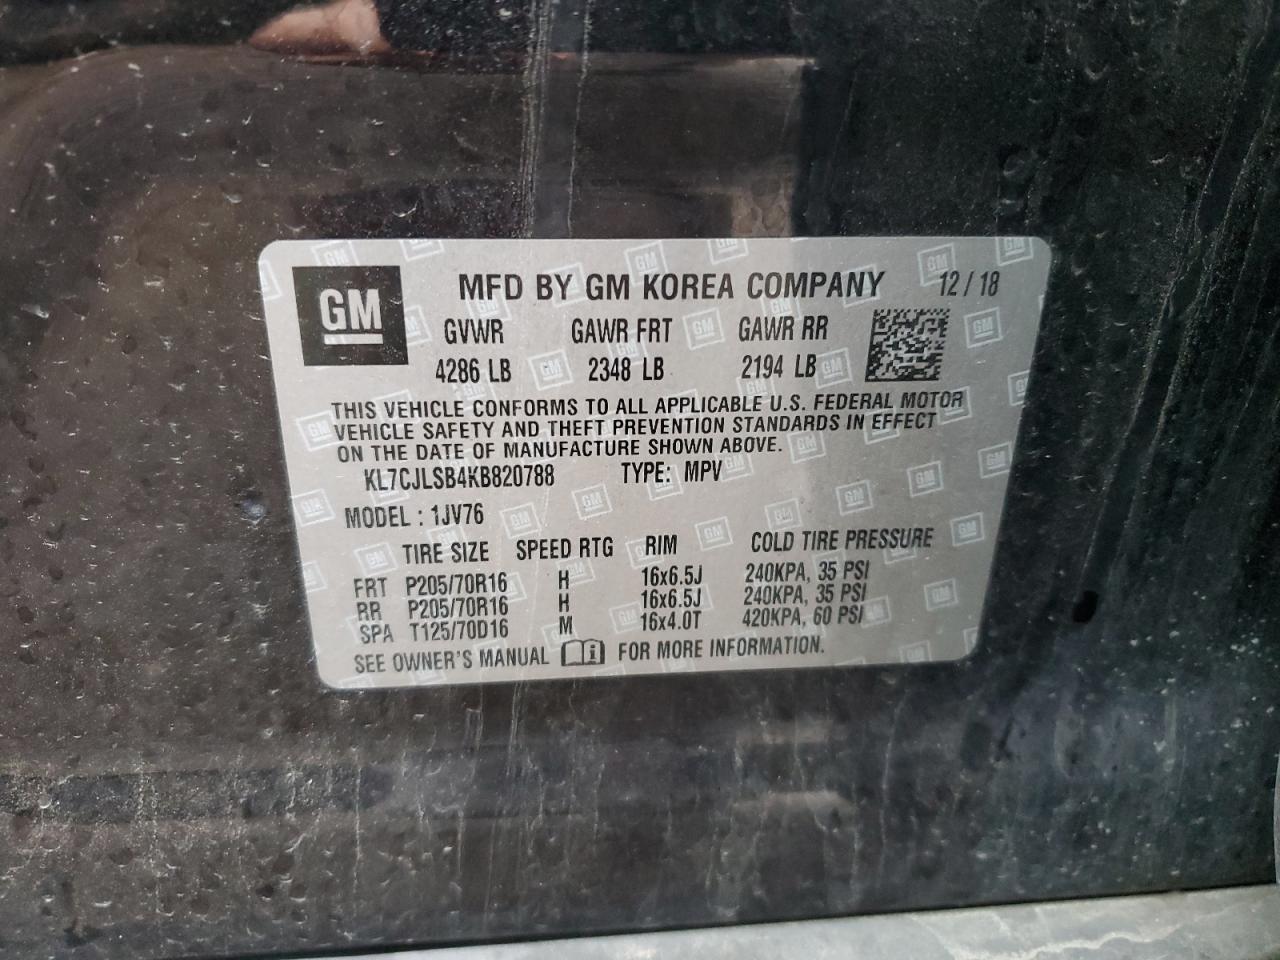 GM
MFD BY GM KOREA COMPANY 12/18
GVWR GAWR FRT GAWR RR
4286 LB 2348 LB 2194 LB
THIS VEHICLE CONFORMS TO ALL APPLICABLE U.S. FEDERAL MOTOR
VEHICLE SAFETY AND THEFT PREVENTION STANDARDS IN EFFECT
ON THE DATE OF MANUFACTURE SHOWN ABOVE.
KL7CJLSB4KB820788 TYPE: MPV
MODEL : 1JV76
TIRE SIZE SPEED RTG RIM COLD TIRE PRESSURE
FRT P205/70R16 H 16x6.5J 240KPA, 35 PSI
RR P205/70R16 H 16x6.5J 240KPA, 35 PSI
SPA T125/70D16 M 16x4.0T 420KPA, 60 PSI
SEE OWNER'S MANUAL i FOR MORE INFORMATION.